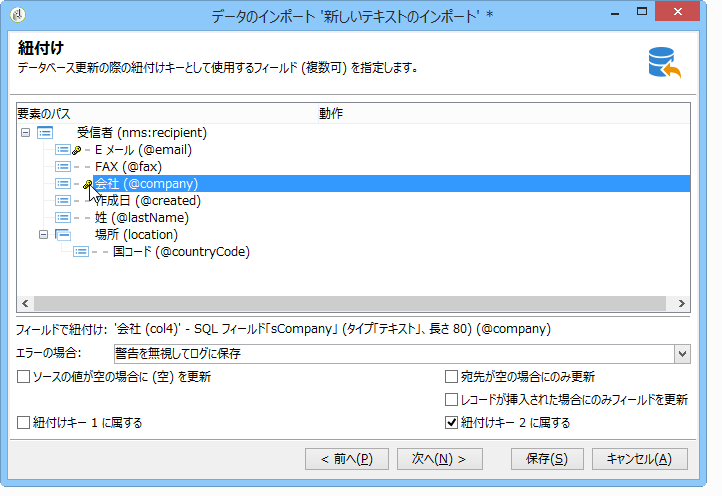 データのインポート '新しいテキストのインポート' *
紐付け
データベース更新の際の紐付けキーとして使用するフィールド (複数可) を指定します。
要素のパス 動作
受信者 (nms:recipient)
E メール (@email)
FAX (@fax)
会社 (@company)
作成日 (@created)
姓 (@lastName)
場所 (location)
国コード (@countryCode)
フィールドで紐付け: '会社 (col4)' - SQL フィールド「sCompany」 (タイプ「テキスト」、長さ 80) (@company)
エラーの場合: 警告を無視してログに保存
ソースの値が空の場合に (空) を更新 宛先が空の場合にのみ更新
レコードが挿入された場合にのみフィールドを更新
紐付けキー 1 に属する 紐付けキー 2 に属する
< 前へ(P) 次へ(N) > 保存(S) キャンセル(A)